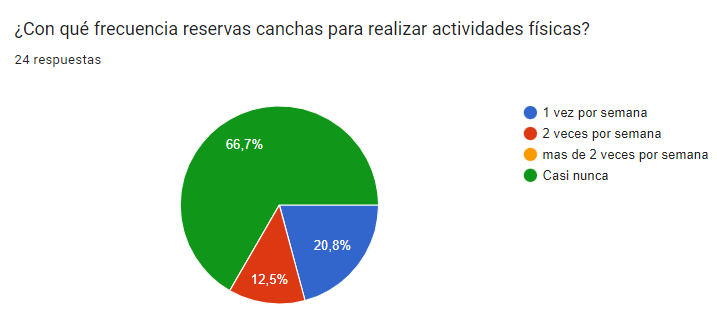 ¿Con qué frecuencia reservas canchas para realizar actividades físicas?
24 respuestas
66,7%
20,8%
12,5%
1 vez por semana
2 veces por semana
mas de 2 veces por semana
Casi nunca